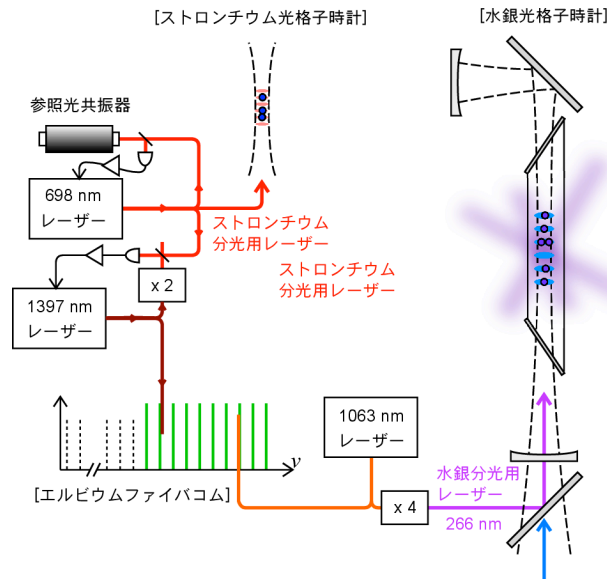 [ストロンチウム光格子時計]
[水銀光格子時計]
参照光共振器
698 nm
レーザー
ストロンチウム
分光用レーザー
ストロンチウム
分光用レーザー
x 2
1397 nm
レーザー
ν
[エルビウムファイバコム]
1063 nm
レーザー
x 4
水銀分光用
レーザー
266 nm